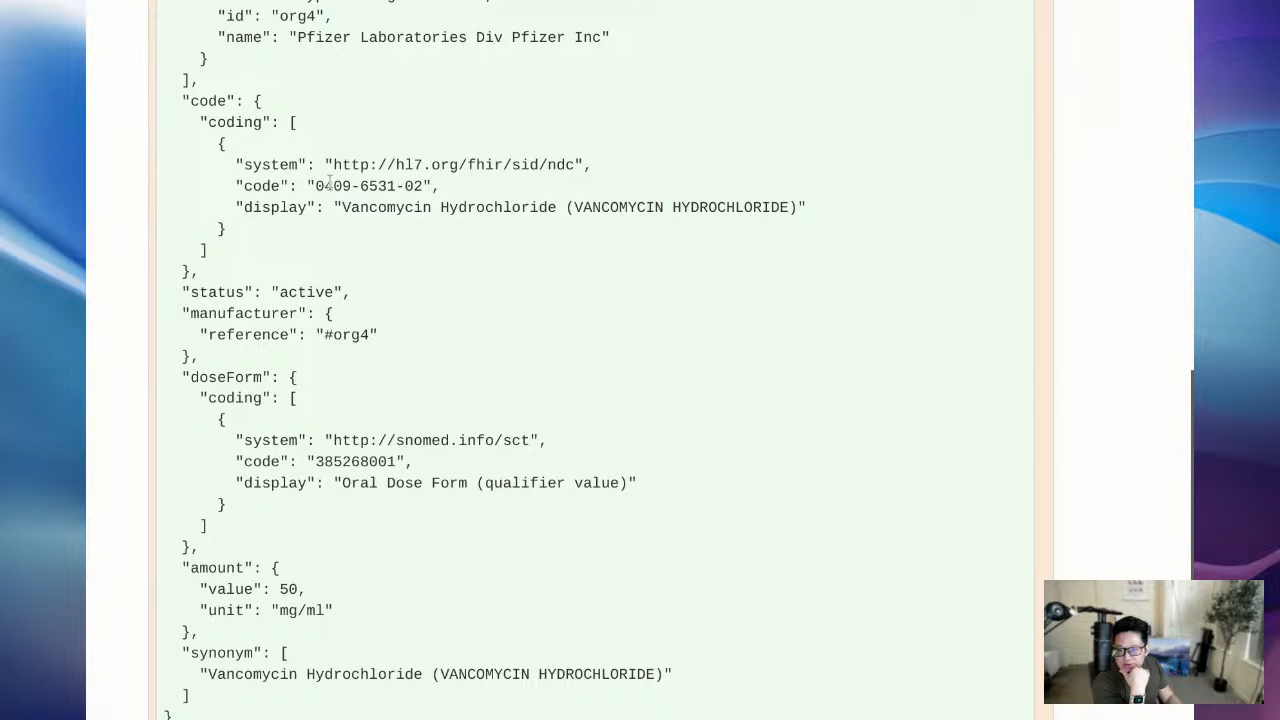 "id": "org4",
"name": "Pfizer Laboratories Div Pfizer Inc"
}
],
"code": {
"coding": [
{
"system": "http://hl7.org/fhir/sid/ndc",
"code": "0409-6531-02",
"display": "Vancomycin Hydrochloride (VANCOMYCIN HYDROCHLORIDE)"
}
]
},
"status": "active",
"manufacturer": {
"reference": "#org4"
},
"doseForm": {
"coding": [
{
"system": "http://snomed.info/sct",
"code": "385268001",
"display": "Oral Dose Form (qualifier value)"
}
]
},
"amount": {
"value": 50,
"unit": "mg/ml"
},
"synonym": [
"Vancomycin Hydrochloride (VANCOMYCIN HYDROCHLORIDE)"
]
}